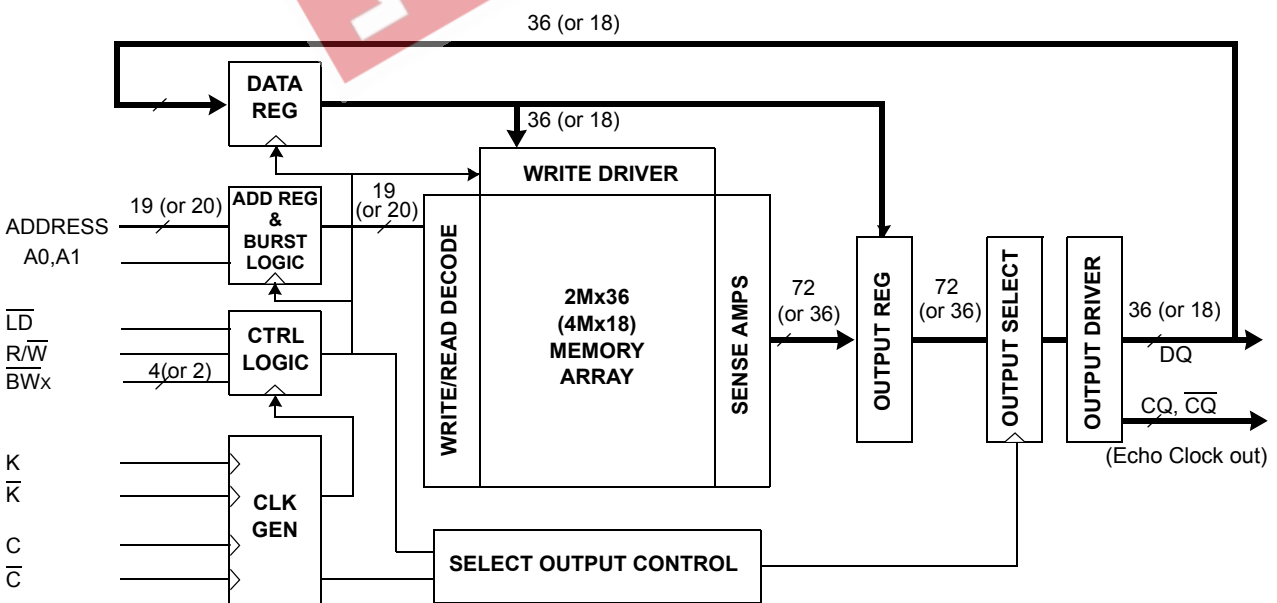 36 (or 18)
DATA
REG
36 (or 18)
WRITE DRIVER
ADDRESS
19 (or 20)
ADD REG
&
BURST
LOGIC
19
(or 20)
A0,A1
WRITE/READ DECODE
2Mx36
(4Mx18)
MEMORY
ARRAY
SENSE AMPS
72
(or 36)
OUTPUT REG
72
(or 36)
OUTPUT SELECT
OUTPUT DRIVER
36 (or 18)
DQ
CQ, C̅Q̅
(Echo Clock out)
L̅D̅
R/W̅
B̅W̅x
4(or 2)
CTRL
LOGIC
K
K̅
C
C̅
CLK
GEN
SELECT OUTPUT CONTROL